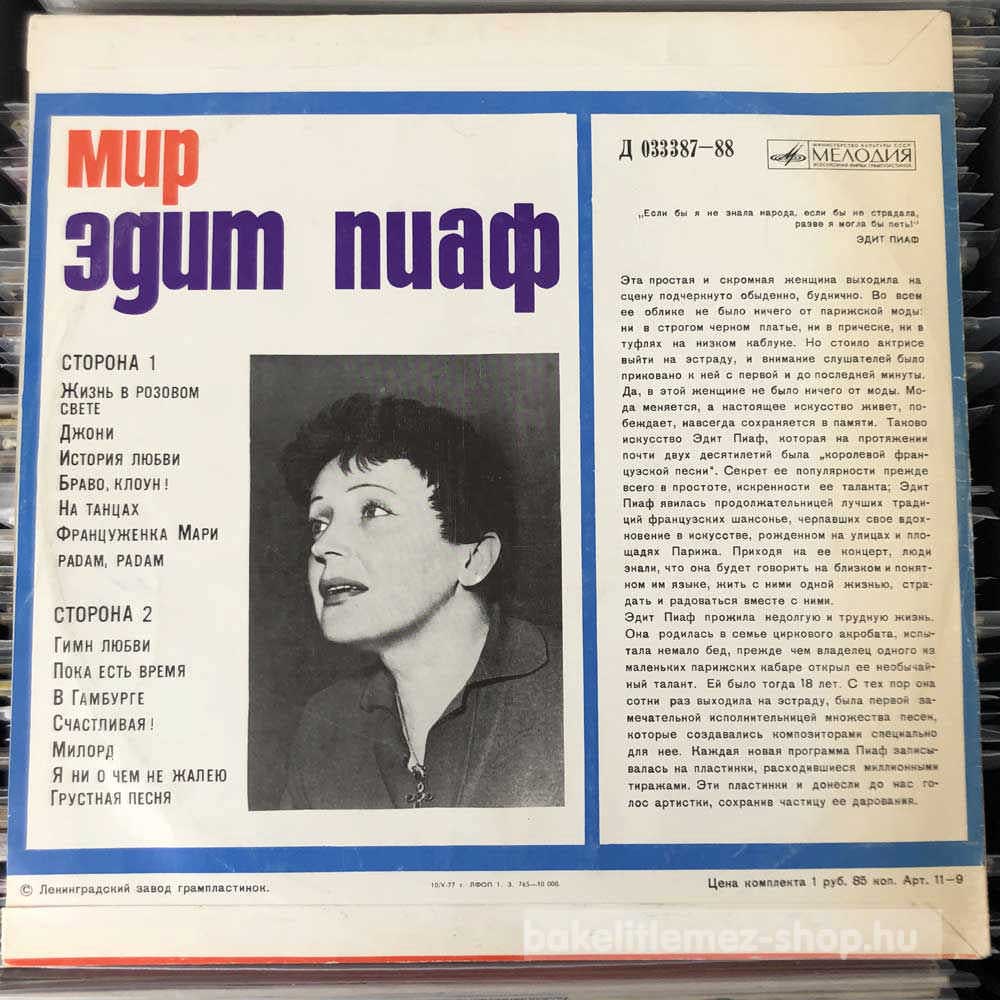 мир
эдит пиаф
СТОРОНА 1
ЖИЗНЬ В РОЗОВОМ
СВЕТЕ
ДЖОНИ
ИСТОРИЯ ЛЮБВИ
БРАВО, КЛОУН!
НА ТАНЦАХ
ФРАНЦУЖЕНКА МАРИ
PADAM, PADAM
СТОРОНА 2
ГИМН ЛЮБВИ
ПОКА ЕСТЬ ВРЕМЯ
В ГАМБУРГЕ
СЧАСТЛИВАЯ!
МИЛОРД
Я НИ О ЧЕМ НЕ ЖАЛЕЮ
ГРУСТНАЯ ПЕСНЯ
Д 033387—88
МИНИСТЕРСТВО КУЛЬТУРЫ СССР
МЕЛОДИЯ
ВСЕСОЮЗНАЯ ФИРМА ГРАМПЛАСТИНОК
„Если бы я не знала народа, если бы не страдала,
разве я могла бы петь!"
ЭДИТ ПИАФ
Эта простая и скромная женщина выходила на
сцену подчеркнуто обыденно, буднично. Во всем
ее облике не было ничего от парижской моды:
ни в строгом черном платье, ни в прическе, ни в
туфлях на низком каблуке. Но стоило актрисе
выйти на эстраду, и внимание слушателей было
приковано к ней с первой и до последней минуты.
Да, в этой женщине не было ничего от моды. Мо-
да меняется, а настоящее искусство живет, по-
беждает, навсегда сохраняется в памяти. Таково
искусство Эдит Пиаф, которая на протяжении
почти двух десятилетий была „королевой фран-
цузской песни". Секрет ее популярности прежде
всего в простоте, искренности ее таланта; Эдит
Пиаф явилась продолжательницей лучших тради-
ций французских шансонье, черпавших свое вдох-
новение в искусстве, рожденном на улицах и пло-
щадях Парижа. Приходя на ее концерт, люди
знали, что она будет говорить на близком и понят-
ном им языке, жить с ними одной жизнью, стра-
дать и радоваться вместе с ними.
Эдит Пиаф прожила недолгую и трудную жизнь.
Она родилась в семье циркового акробата, испы-
тала немало бед, прежде чем владелец одного из
маленьких парижских кабаре открыл ее необычай-
ный талант. Ей было тогда 18 лет. С тех пор она
сотни раз выходила на эстраду, была первой за-
мечательной исполнительницей множества песен,
которые создавались композиторами специально
для нее. Каждая новая программа Пиаф записы-
валась на пластинки, расходившиеся миллионными
тиражами. Эти пластинки и донесли до нас го-
лос артистки, сохранив частицу ее дарования.
© Ленинградский завод грампластинок.
10/V-77 г. ЛФОП 1. З. 765—10 000.
Цена комплекта 1 руб. 85 коп. Арт. 11—9
bakelitlemez-shop.hu